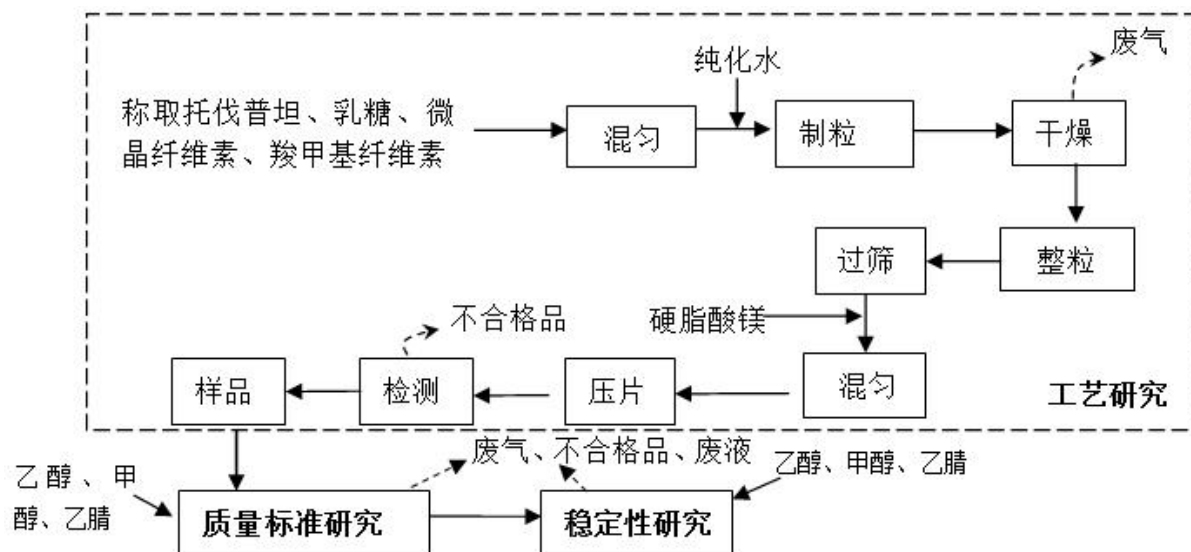 废气
纯化水
称取托伐普坦、乳糖、微
晶纤维素、羧甲基纤维素
混匀
制粒
干燥
过筛
整粒
硬脂酸镁
不合格品
样品
检测
压片
混匀
工艺研究
废气、不合格品、废液
乙醇、甲
醇、乙腈
乙醇、甲醇、乙腈
质量标准研究
稳定性研究